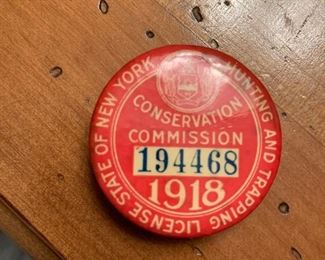 HUNTING AND TRAPPING LICENSE STATE OF NEW YORK
CONSERVATION
COMMISSION
194468
1918